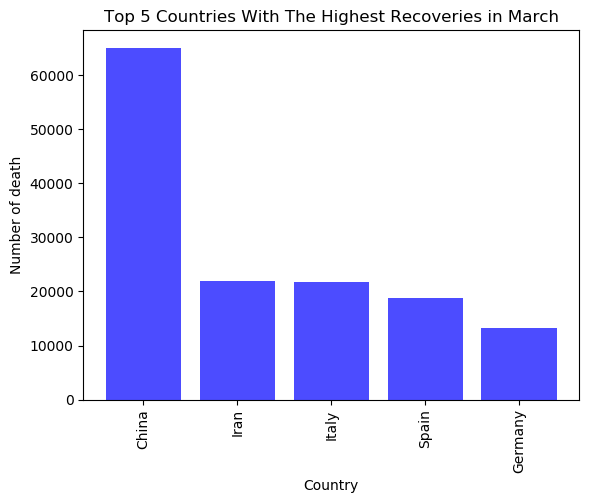 Top 5 Countries With The Highest Recoveries in March
Number of death
60000
50000
40000
30000
20000
10000
0
China
Iran
Italy
Spain
Germany
Country